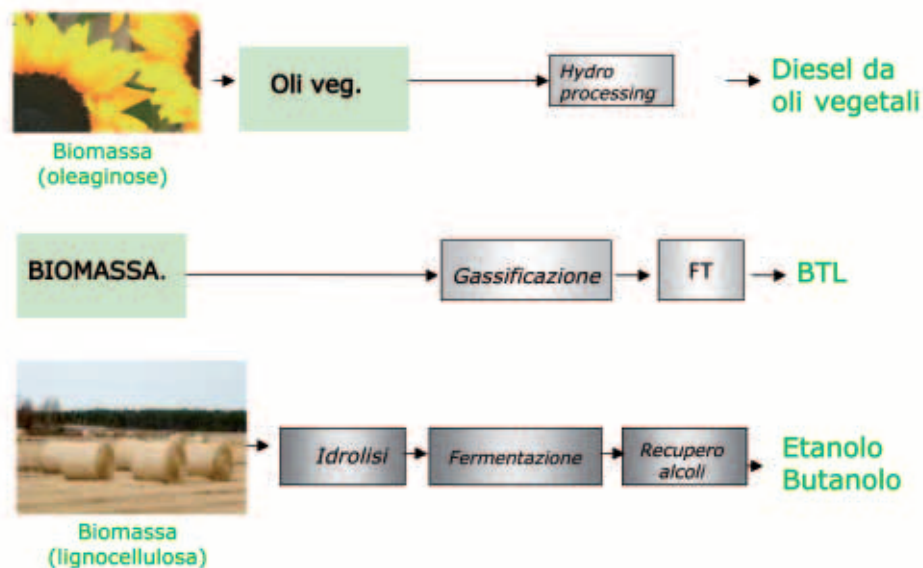 Oli veg.
Hydro
processing
Diesel da
oli vegetali
Biomassa
(oleaginose)
BIOMASSA.
Gassificazione
FT
BTL
Idrolisi
Fermentazione
Recupero
alcoli
Etanolo
Butanolo
Biomassa
(lignocellulosa)